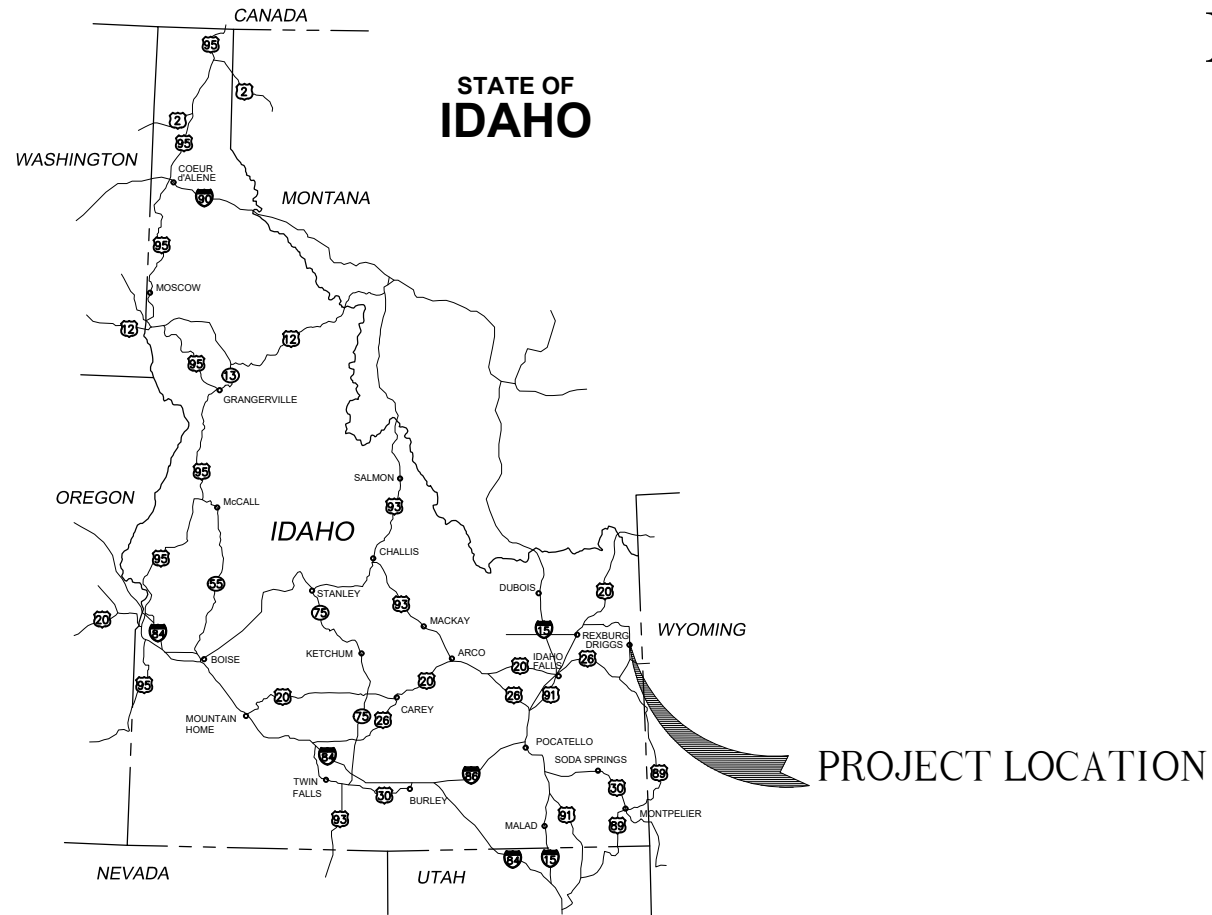 CANADA
95
2
STATE OF
IDAHO
2
95
WASHINGTON
COEUR
d'ALENE
90
MONTANA
95
MOSCOW
12
12
95
13
GRANGERVILLE
95
SALMON
93
OREGON
McCALL
IDAHO
95
CHALLIS
55
DUBOIS
20
STANLEY
75
93
20
84
MACKAY
15
REXBURG
DRIGGS
WYOMING
BOISE
KETCHUM
ARCO
IDAHO
FALLS
26
20
20
95
20
26
91
CAREY
MOUNTAIN
HOME
75
26
POCATELLO
84
SODA SPRINGS
PROJECT LOCATION
86
89
TWIN
FALLS
30
BURLEY
30
93
91
MONTPELIER
MALAD
89
84
15
NEVADA
UTAH